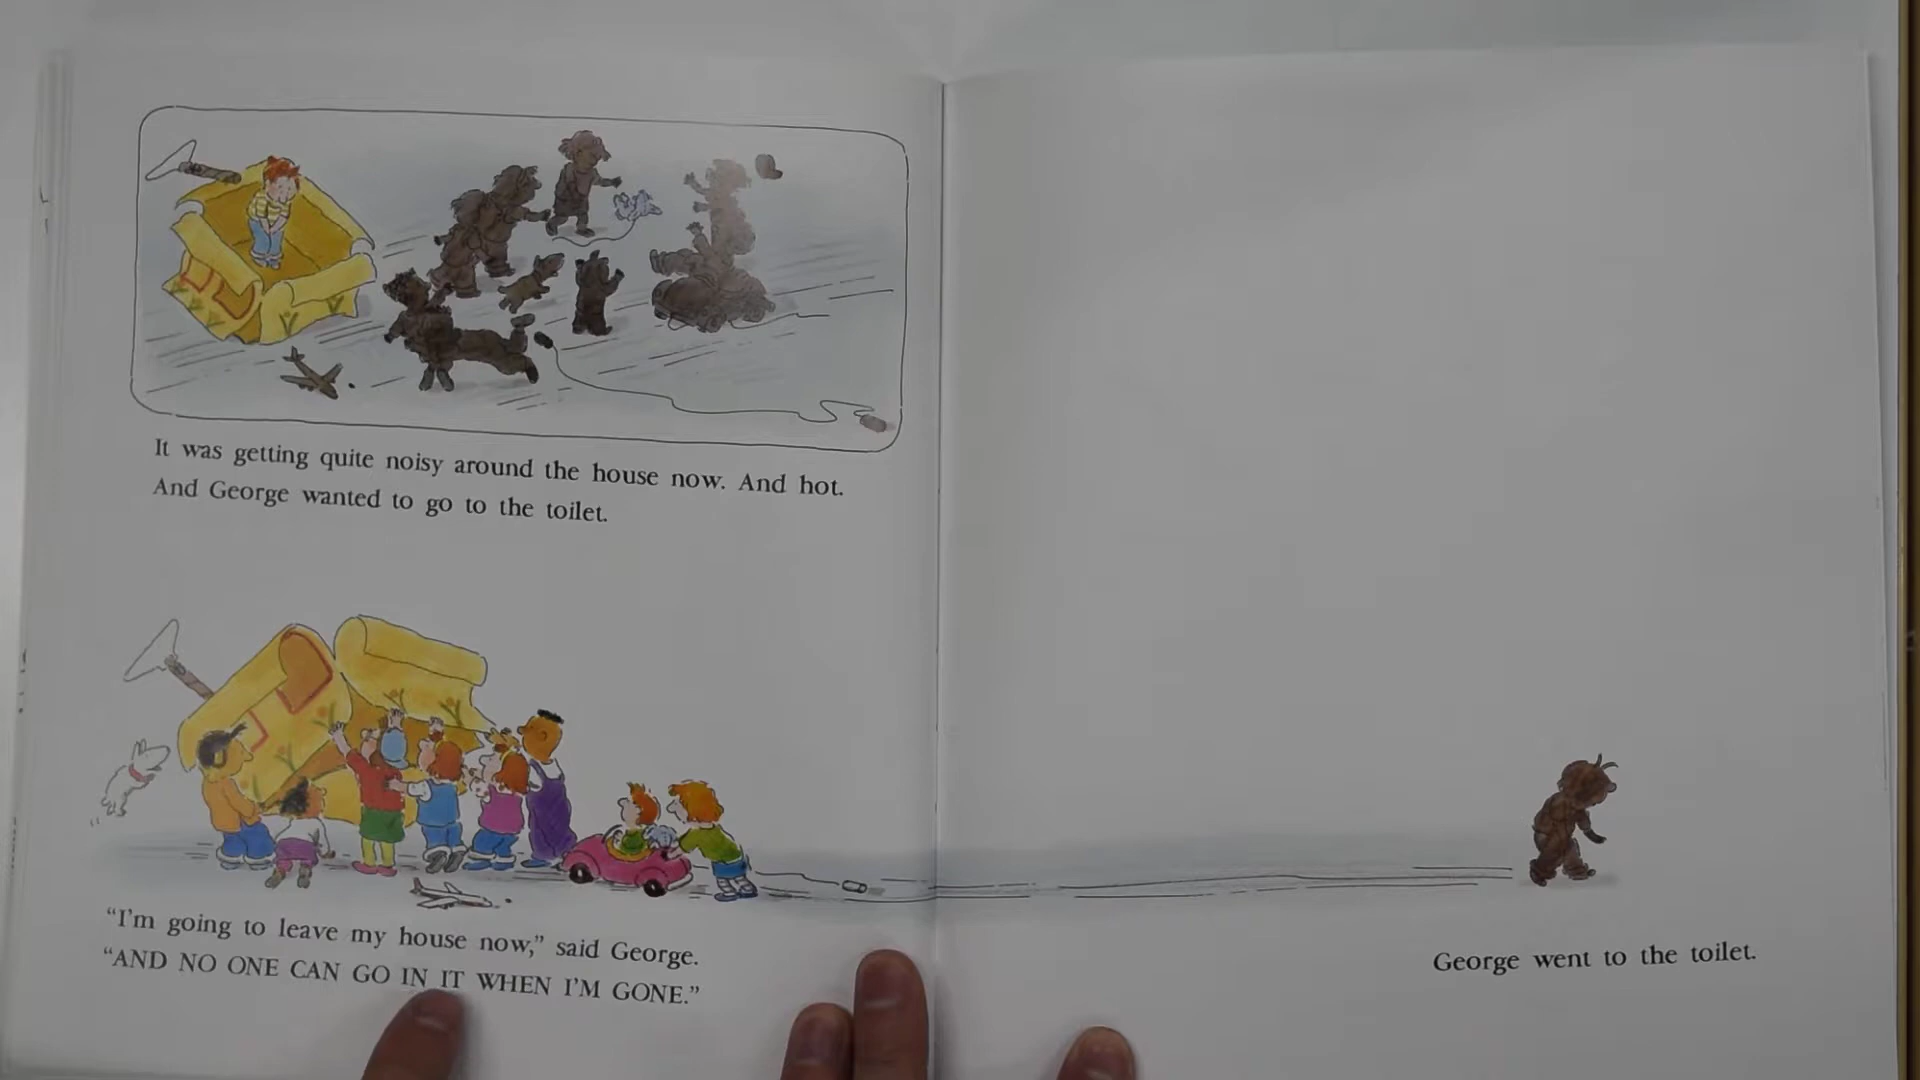 It was getting quite noisy around the house now. And hot.
And George wanted to go to the toilet.
“I’m going to leave my house now,” said George.
“AND NO ONE CAN GO IN IT WHEN I’M GONE.”
George went to the toilet.